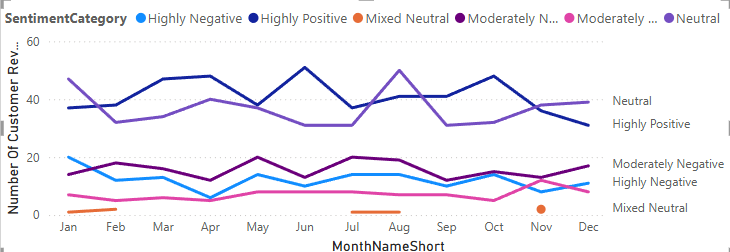 SentimentCategory Highly Negative Highly Positive Mixed Neutral Moderately N... Moderately ... Neutral
Number Of Customer Rev...
60
40
20
0
Neutral
Highly Positive
Moderately Negative
Highly Negative
Mixed Neutral
Jan Feb Mar Apr May Jun Jul Aug Sep Oct Nov Dec
MonthNameShort